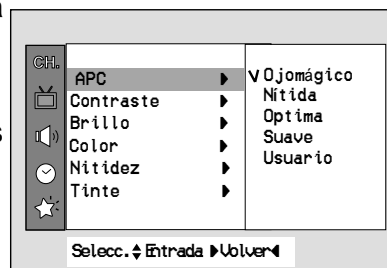 a
CH.
APC
Contraste
Brillo
s
Color
Nitidez
Tinte
Ojomágico
Nítida
Optima
Suave
Usuario
Selecc. Entrada Volver